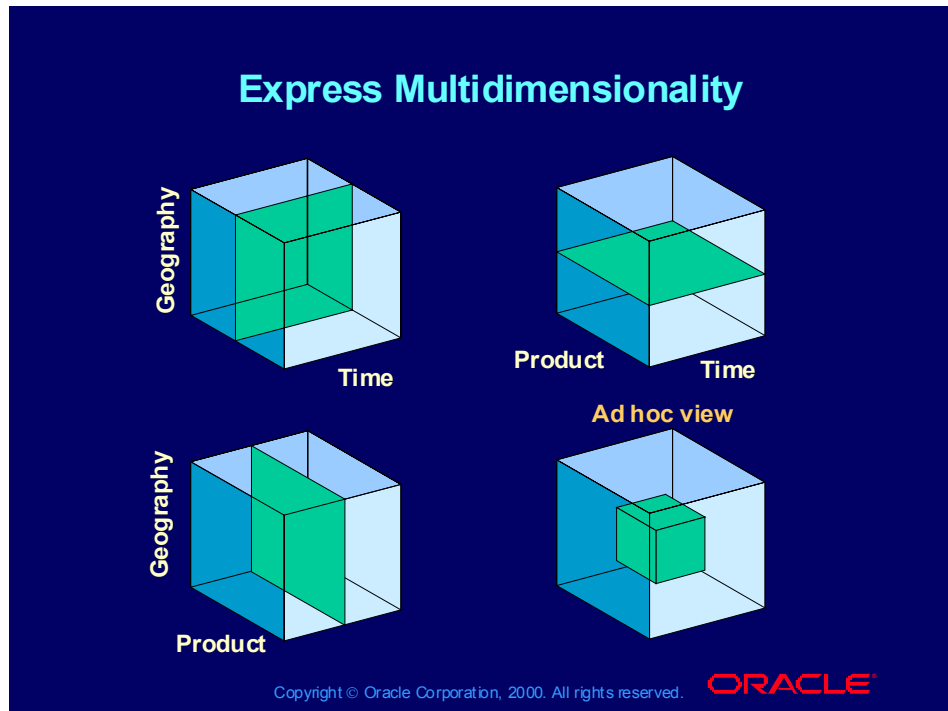 Express Multidimensionality
Geography
Time
Product
Time
Ad hoc view
Geography
Product
Copyright © Oracle Corporation, 2000. All rights reserved.
ORACLE®